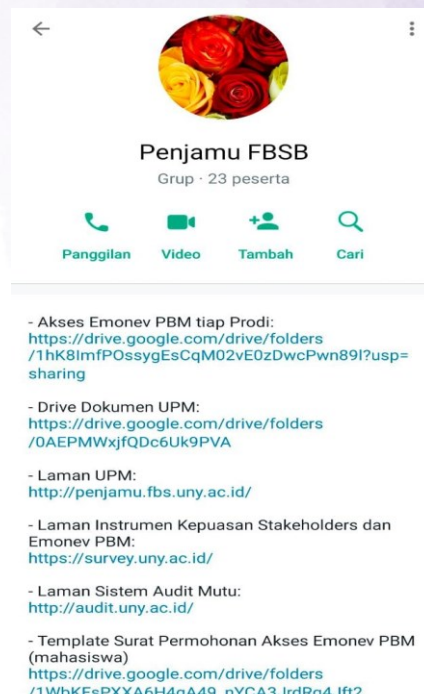 Penjamu FBSB
Grup · 23 peserta
Panggilan Video Tambah Cari
- Akses Emonev PBM tiap Prodi:
https://drive.google.com/drive/folders
/1hK8ImfPOssygEsCqM02vE0zDwcPwn89l?usp=
sharing
- Drive Dokumen UPM:
https://drive.google.com/drive/folders
/0AEPMWxjfQDc6Uk9PVA
- Laman UPM:
http://penjamu.fbs.uny.ac.id/
- Laman Instrumen Kepuasan Stakeholders dan
Emonev PBM:
https://survey.uny.ac.id/
- Laman Sistem Audit Mutu:
http://audit.uny.ac.id/
- Template Surat Permohonan Akses Emonev PBM
(mahasiswa)
https://drive.google.com/drive/folders